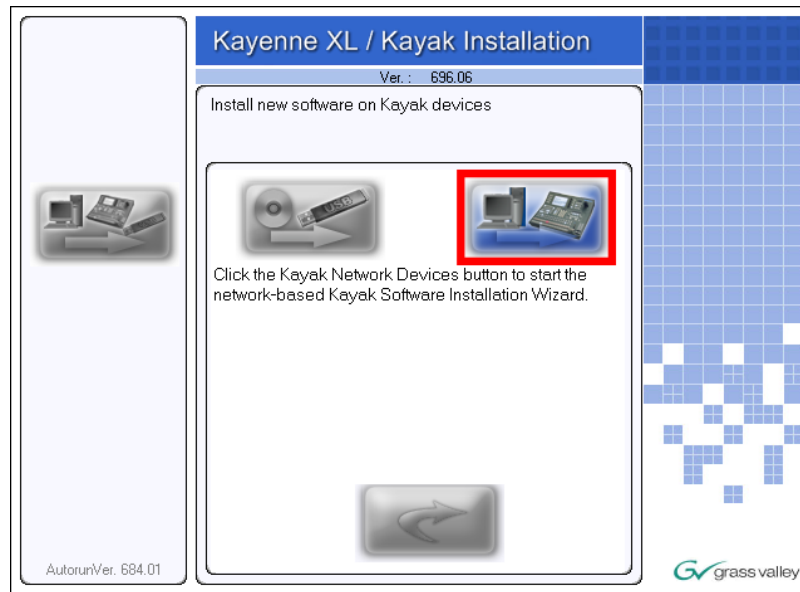 Kayenne XL / Kayak Installation
Ver. : 696.06
Install new software on Kayak devices
USB
Click the Kayak Network Devices button to start the
network-based Kayak Software Installation Wizard.
AutorunVer. 684.01
grass valley